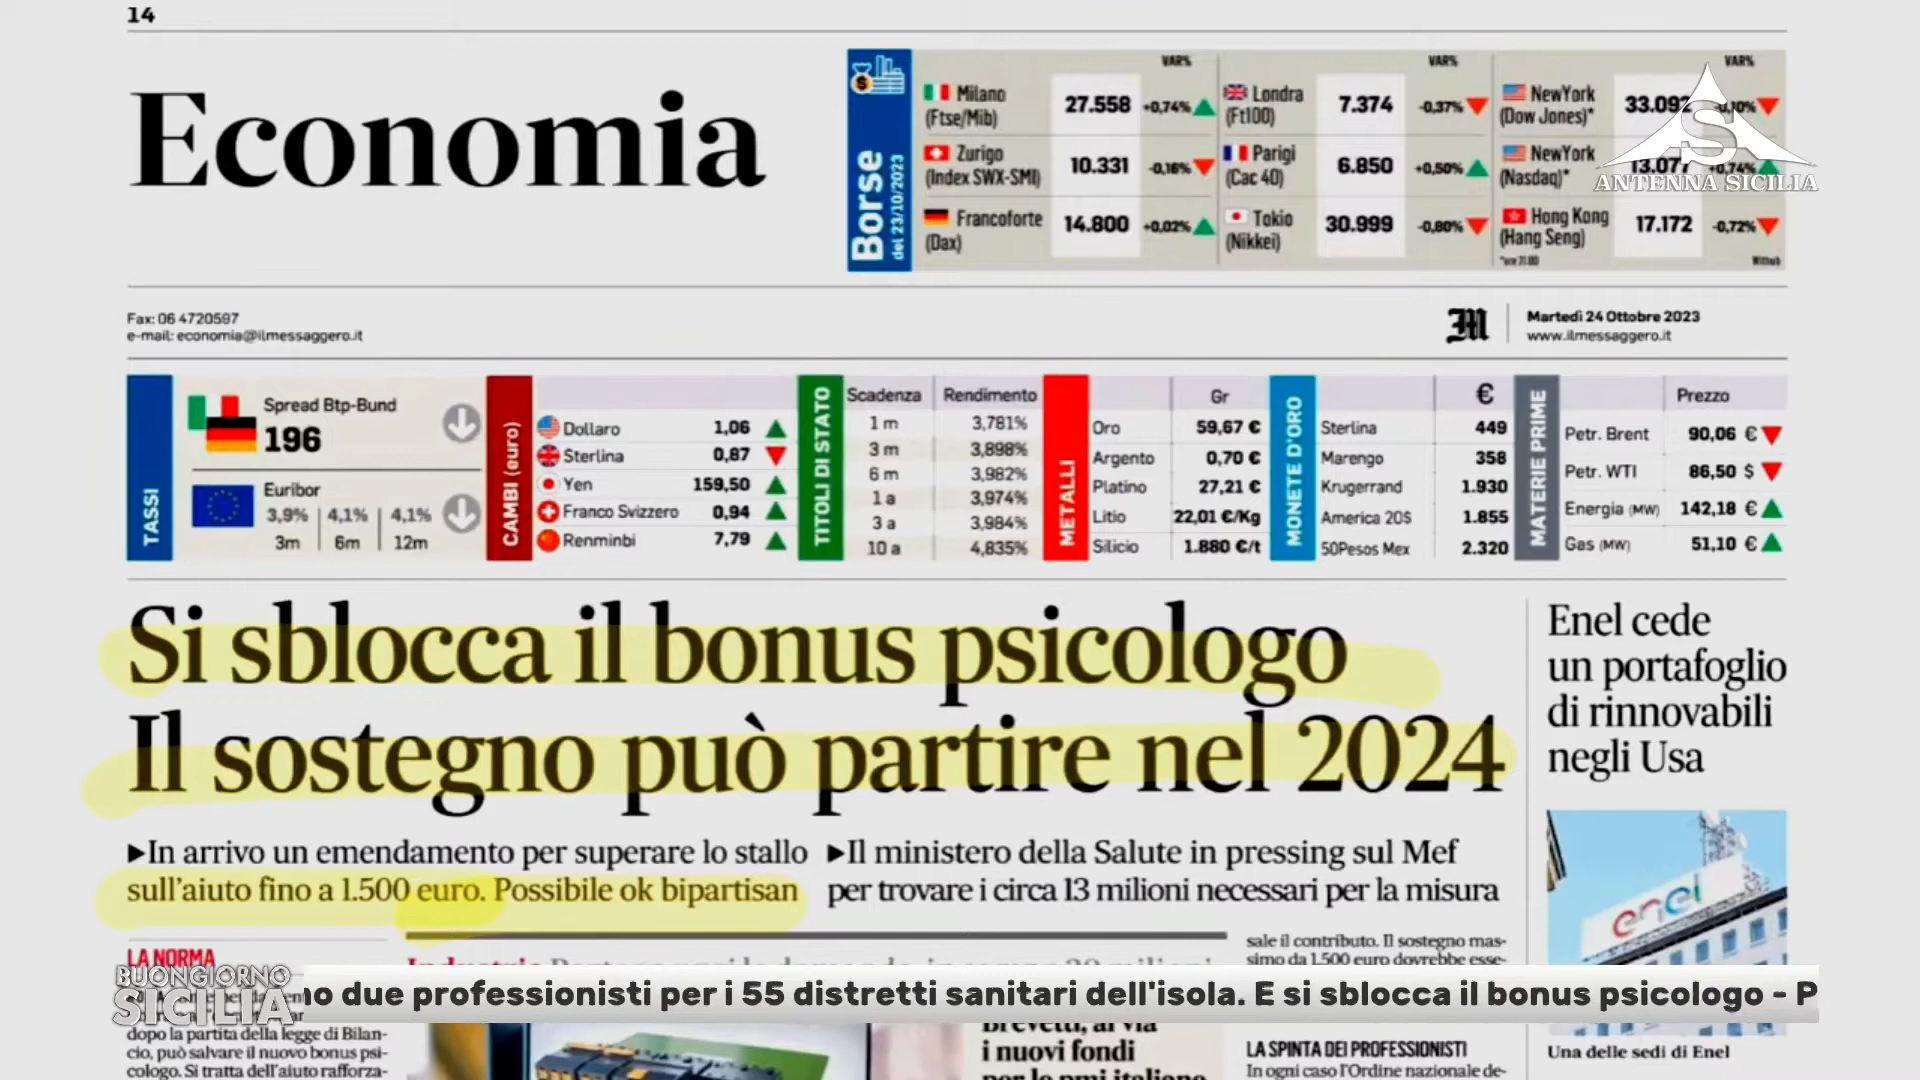 14
Economia
Borse
del 23/10/2023
VAR%
VAR%
VAR%
Milano
(Ftse/Mib)
27.558
+0,74%
Londra
(Ft100)
7.374
-0,37%
NewYork
(Dow Jones)*
Zurigo
(Index SWX-SMI)
10.331
-0,16%
Parigi
(Cac 40)
6.850
+0,50%
NewYork
(Nasdaq)*
Francoforte
(Dax)
14.800
+0,02%
Tokio
(Nikkei)
30.999
-0,80%
Hong Kong
(Hang Seng)
17.172
-0,72%
*ore 21.00
Withub
ANTENNA SICILIA
Fax: 06 4720597
e-mail: economia@ilmessaggero.it
M
Martedì 24 Ottobre 2023
www.ilmessaggero.it
TASSI
Spread Btp-Bund
196
Euribor
3,9% 4,1% 4,1%
3m 6m 12m
CAMBI (euro)
Dollaro 1,06
Sterlina 0,87
Yen 159,50
Franco Svizzero 0,94
Renminbi 7,79
TITOLI DI STATO
Scadenza Rendimento
1 m 3,781%
3 m 3,898%
6 m 3,982%
1 a 3,974%
3 a 3,984%
10 a 4,835%
METALLI
Gr
Oro 59,67 €
Argento 0,70 €
Platino 27,21 €
Litio 22,01 €/Kg
Silicio 1.880 €/t
MONETE D'ORO
€
Sterlina 449
Marengo 358
Krugerrand 1.930
America 20$ 1.855
50Pesos Mex 2.320
MATERIE PRIME
Prezzo
Petr. Brent 90,06 €
Petr. WTI 86,50 $
Energia (MW) 142,18 €
Gas (MW) 51,10 €
Si sblocca il bonus psicologo
Il sostegno può partire nel 2024
►In arrivo un emendamento per superare lo stallo
sull'aiuto fino a 1.500 euro. Possibile ok bipartisan
►Il ministero della Salute in pressing sul Mef
per trovare i circa 13 milioni necessari per la misura
Enel cede
un portafoglio
di rinnovabili
negli Usa
enel
Una delle sedi di Enel
LA NORMA
dopo la partita della legge di Bilan-
cio, può salvare il nuovo bonus psi-
cologo. Si tratta dell'aiuto rafforza-
Brevetti, al via
i nuovi fondi
per le pmi italiane
sale il contributo. Il sostegno mas-
simo da 1.500 euro dovrebbe esse-
LA SPINTA DEI PROFESSIONISTI
In ogni caso l'Ordine nazionale de-
BUONGIORNO
SICILIA
no due professionisti per i 55 distretti sanitari dell'isola. E si sblocca il bonus psicologo - P